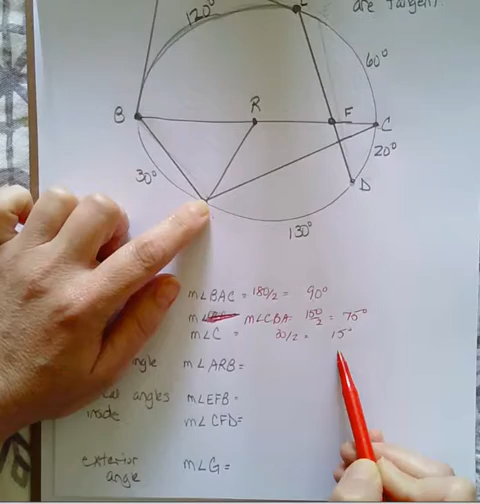 are tangent.
120°
60°
B
R
F
C
20°
D
30°
130°
m∠BAC = 180/2 = 90°
m∠CBA = 150/2 = 75°
m∠C = 30/2 = 15°
m∠ARB =
angles m∠EFB =
inside m∠CFD =
exterior m∠G =
angle